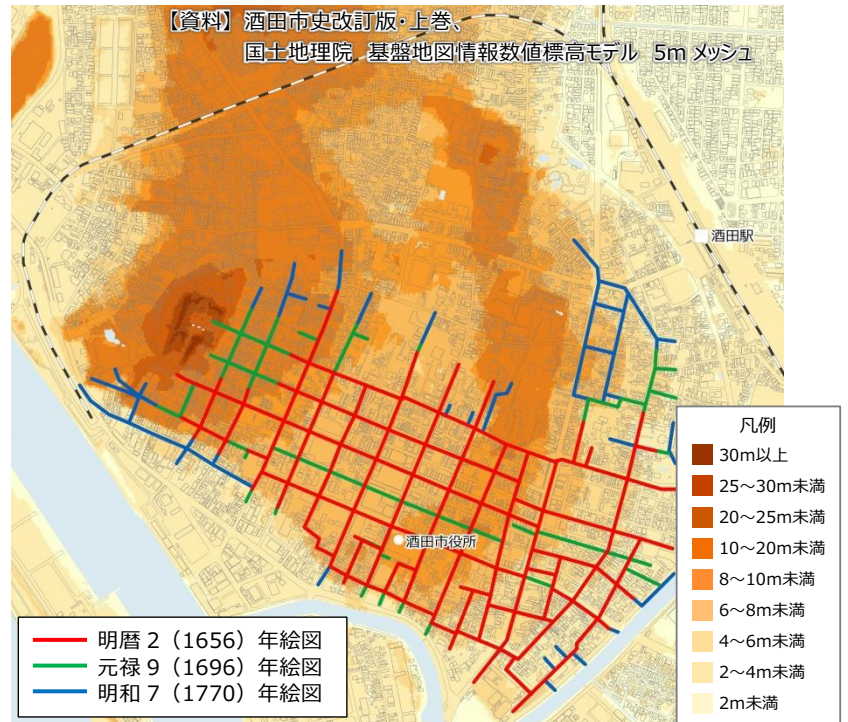 【資料】 酒田市史改訂版・上巻、
国土地理院　基盤地図情報数値標高モデル　5m メッシュ
酒田駅
酒田市役所
凡例
30m以上
25～30m未満
20～25m未満
10～20m未満
8～10m未満
6～8m未満
4～6m未満
2～4m未満
2m未満
明暦 2（1656）年絵図
元禄 9（1696）年絵図
明和 7（1770）年絵図